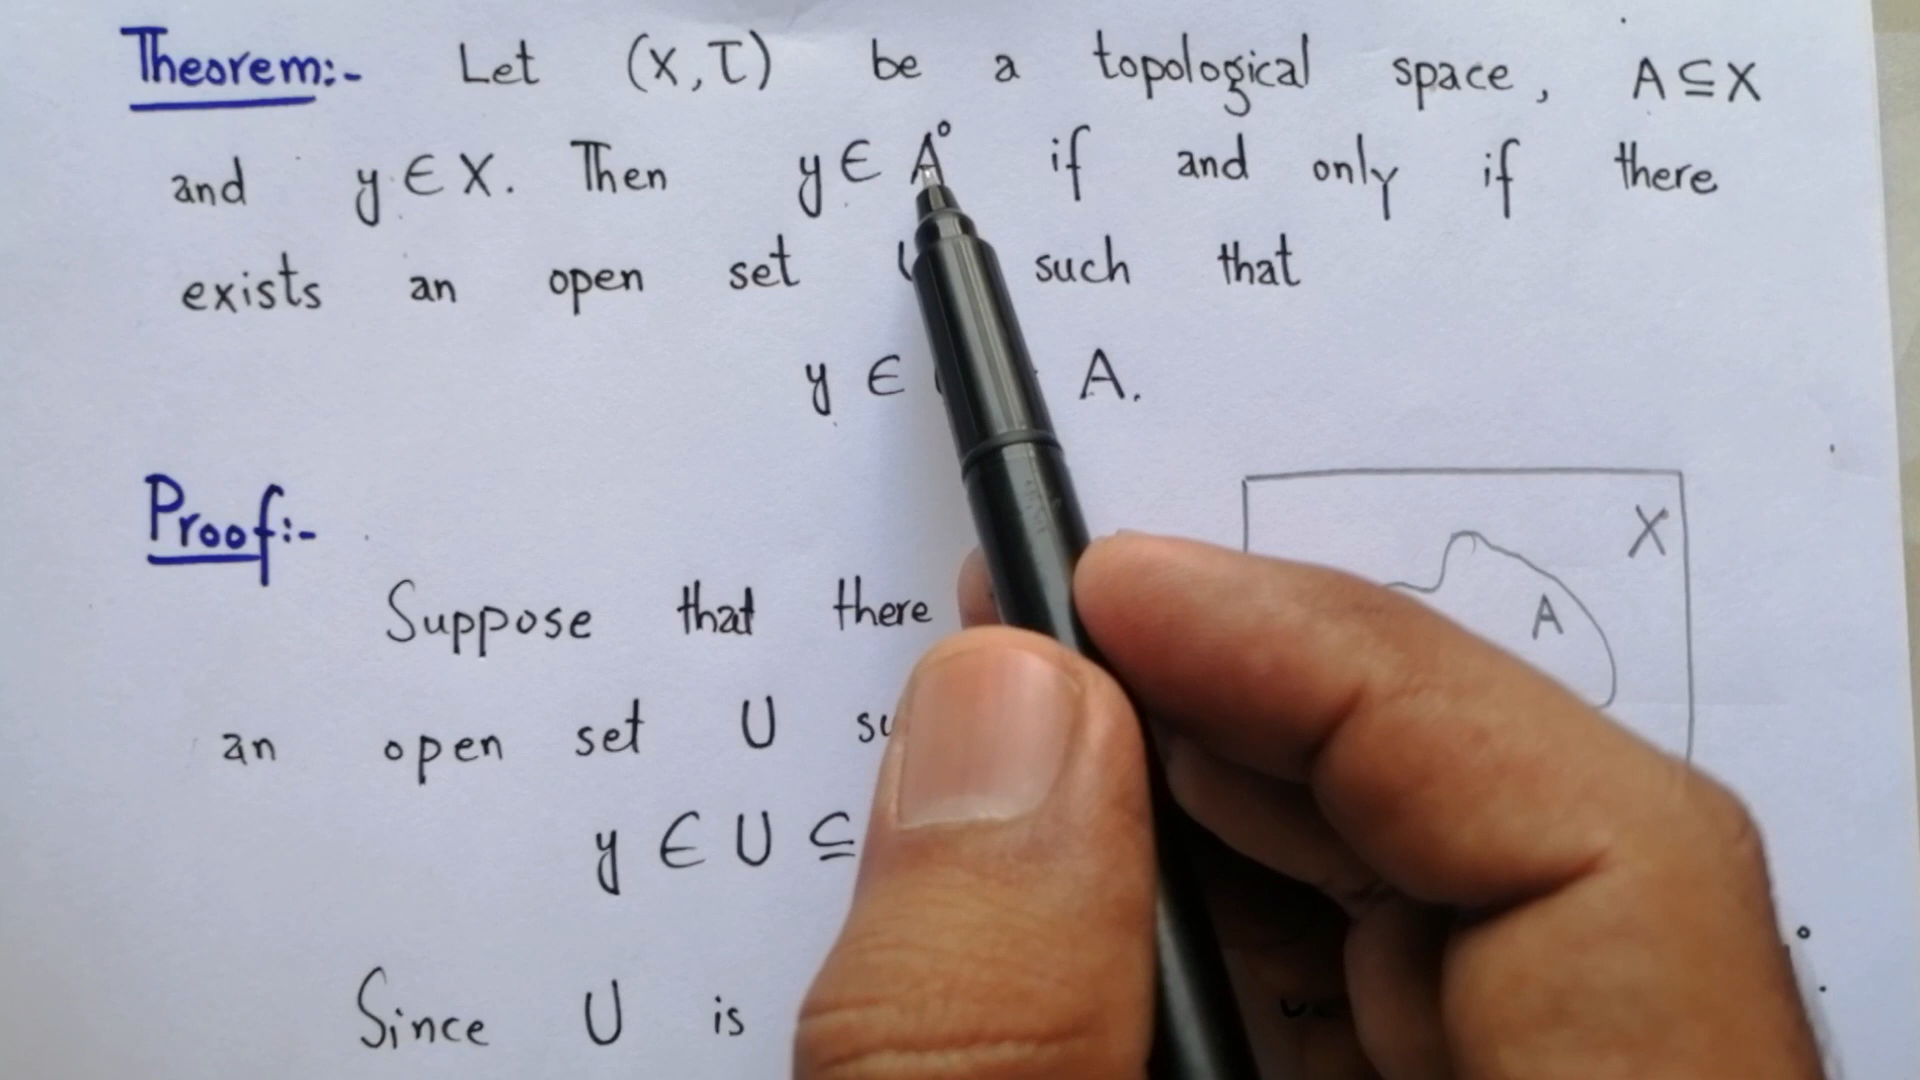 Theorem:- Let (X,τ) be a topological space, A⊆X
and y∈X. Then y∈A° if and only if there
exists an open set such that
y ∈ A.
Proof:-
X
A
Suppose that there
an open set U
y ∈ U ⊆
Since U is